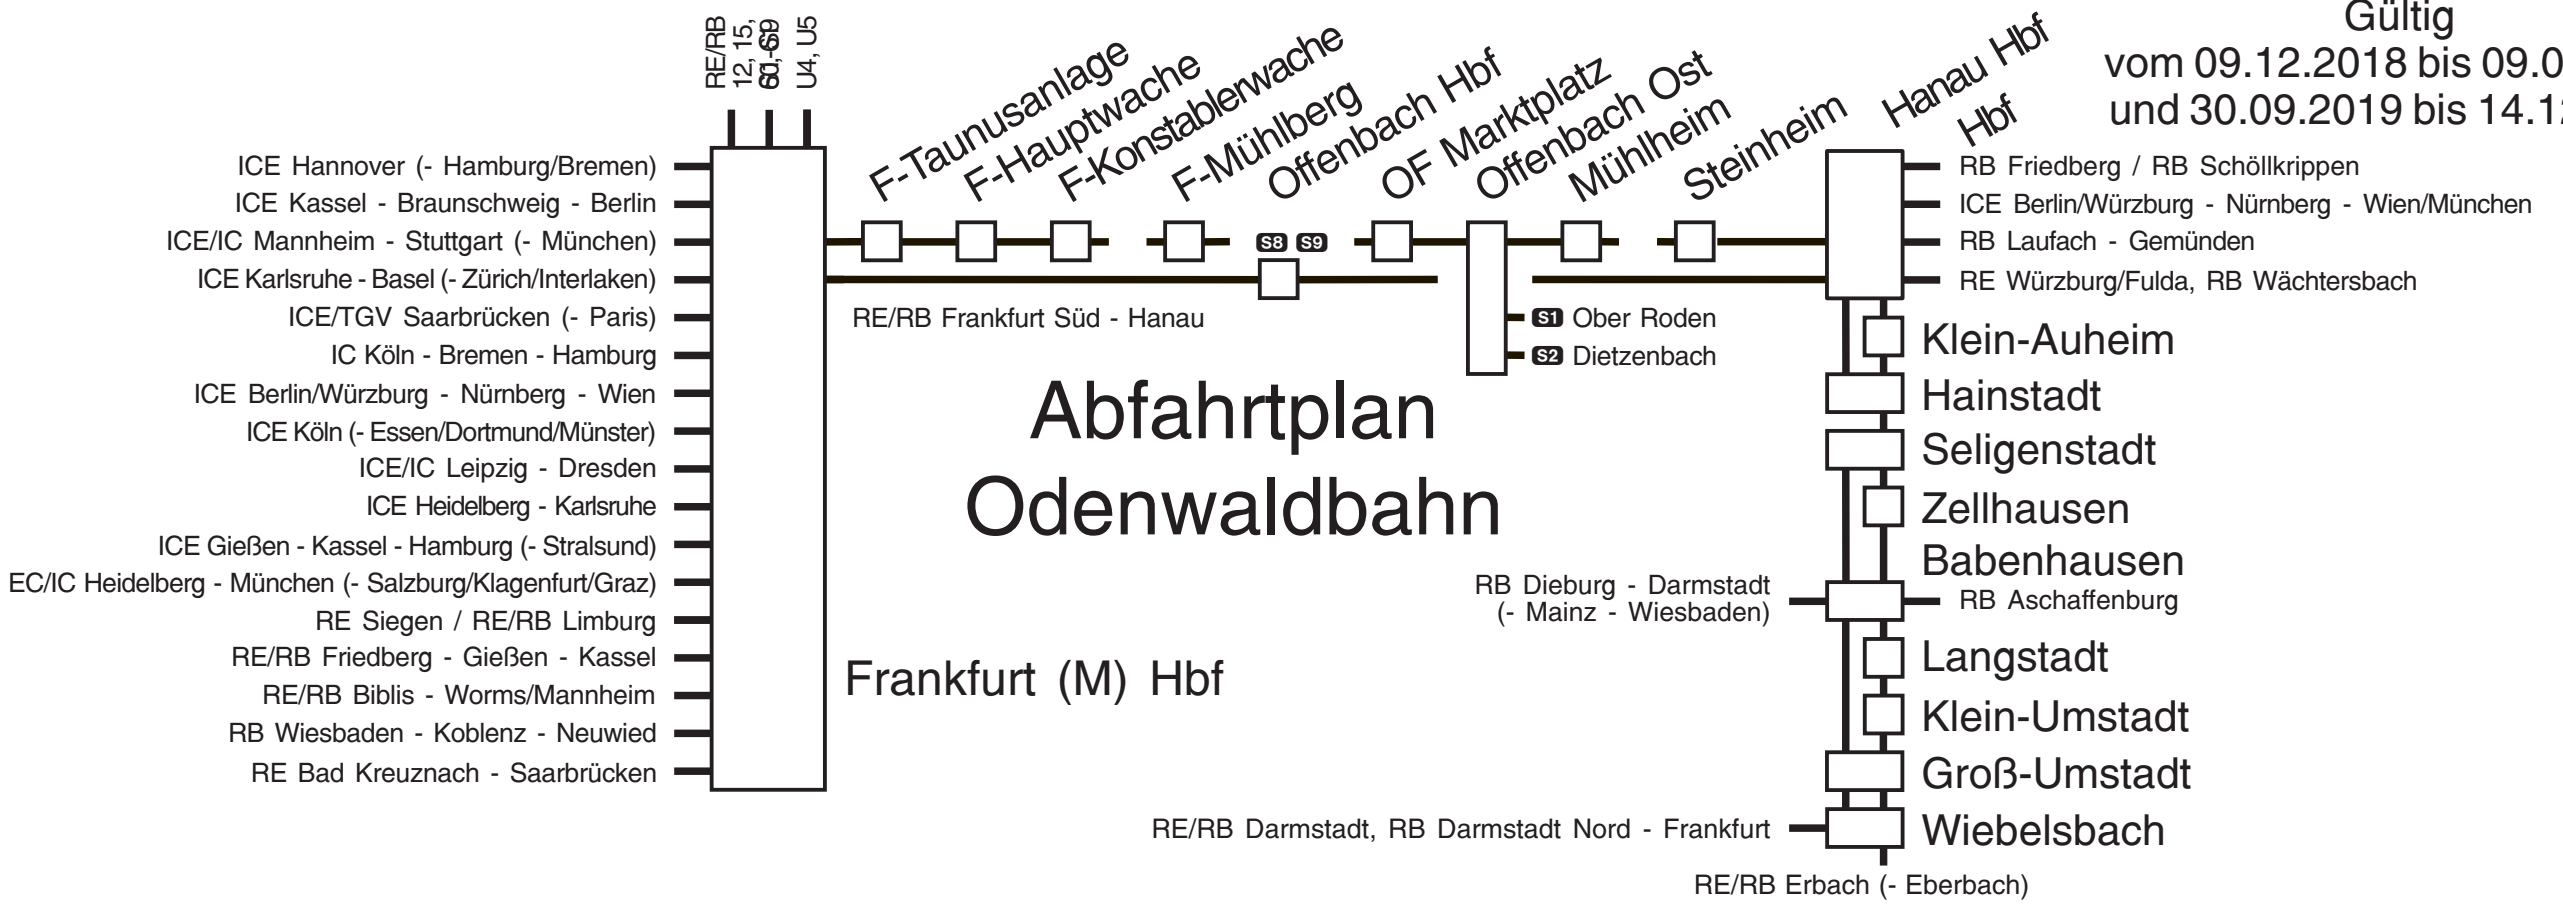 RE/RB
12, 15,
U4, U5
F-Taunusanlage
F-Hauptwache
F-Konstablerwache
F-Mühlberg
Offenbach Hbf
OF Marktplatz
Offenbach Ost
Mühlheim
Steinheim
Hanau Hbf
Hbf
Gültig
vom 09.12.2018 bis 09.0
und 30.09.2019 bis 14.1
ICE Hannover (- Hamburg/Bremen)
ICE Kassel - Braunschweig - Berlin
ICE/IC Mannheim - Stuttgart (- München)
ICE Karlsruhe - Basel (- Zürich/Interlaken)
ICE/TGV Saarbrücken (- Paris)
IC Köln - Bremen - Hamburg
ICE Berlin/Würzburg - Nürnberg - Wien
ICE Köln (- Essen/Dortmund/Münster)
ICE/IC Leipzig - Dresden
ICE Heidelberg - Karlsruhe
ICE Gießen - Kassel - Hamburg (- Stralsund)
EC/IC Heidelberg - München (- Salzburg/Klagenfurt/Graz)
RE Siegen / RE/RB Limburg
RE/RB Friedberg - Gießen - Kassel
RE/RB Biblis - Worms/Mannheim
RB Wiesbaden - Koblenz - Neuwied
RE Bad Kreuznach - Saarbrücken
S8 S9
RE/RB Frankfurt Süd - Hanau
S1 Ober Roden
S2 Dietzenbach
Abfahrtplan
Odenwaldbahn
Frankfurt (M) Hbf
RB Friedberg / RB Schöllkrippen
ICE Berlin/Würzburg - Nürnberg - Wien/München
RB Laufach - Gemünden
RE Würzburg/Fulda, RB Wächtersbach
Klein-Auheim
Hainstadt
Seligenstadt
Zellhausen
Babenhausen
RB Dieburg - Darmstadt
(- Mainz - Wiesbaden)
RB Aschaffenburg
Langstadt
Klein-Umstadt
Groß-Umstadt
RE/RB Darmstadt, RB Darmstadt Nord - Frankfurt
Wiebelsbach
RE/RB Erbach (- Eberbach)